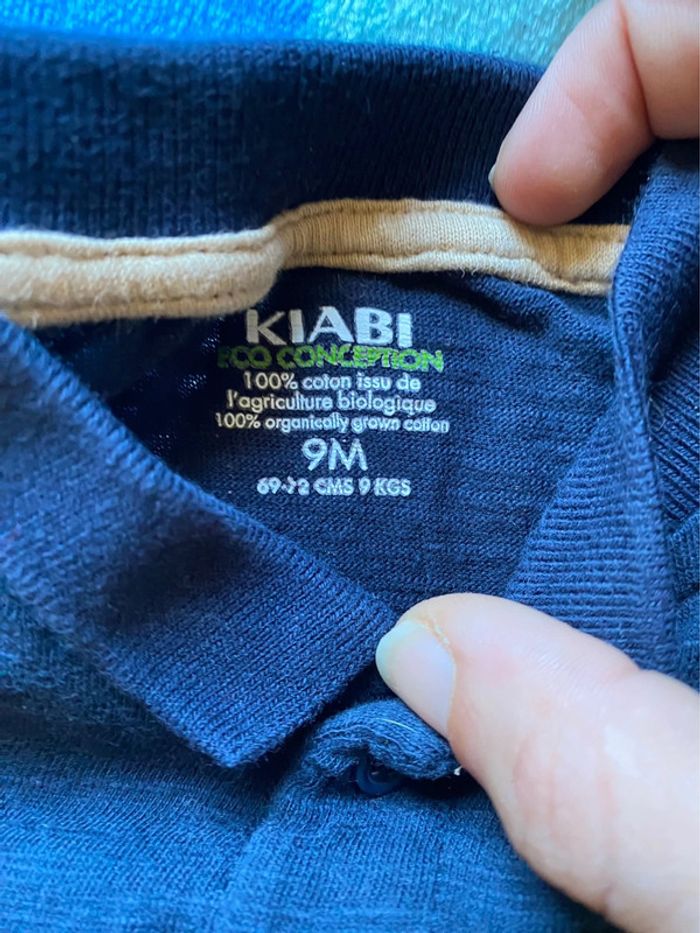 KIABI
ECO CONCEPTION
100% coton issu de
l'agriculture biologique
100% organically grown cotton
9M
69-72 CMS 9 KGS